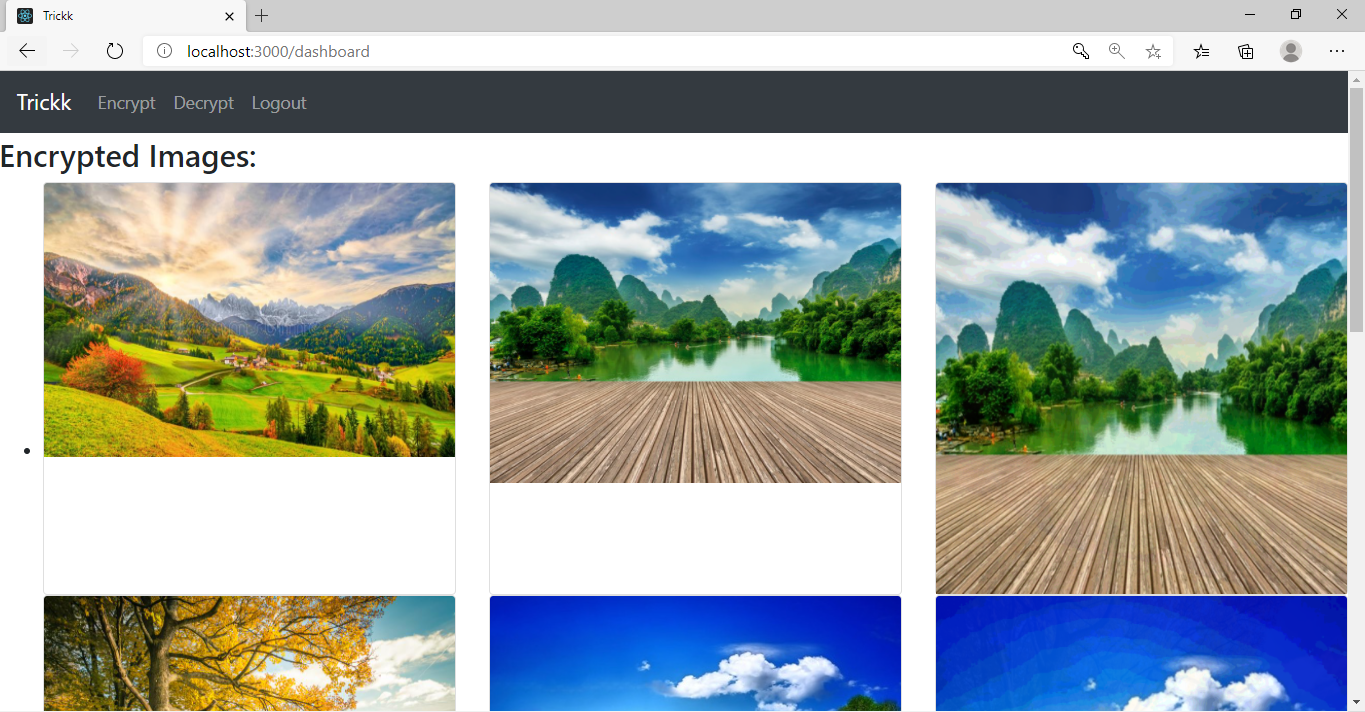 Trickk
localhost:3000/dashboard
Trickk Encrypt Decrypt Logout
Encrypted Images: